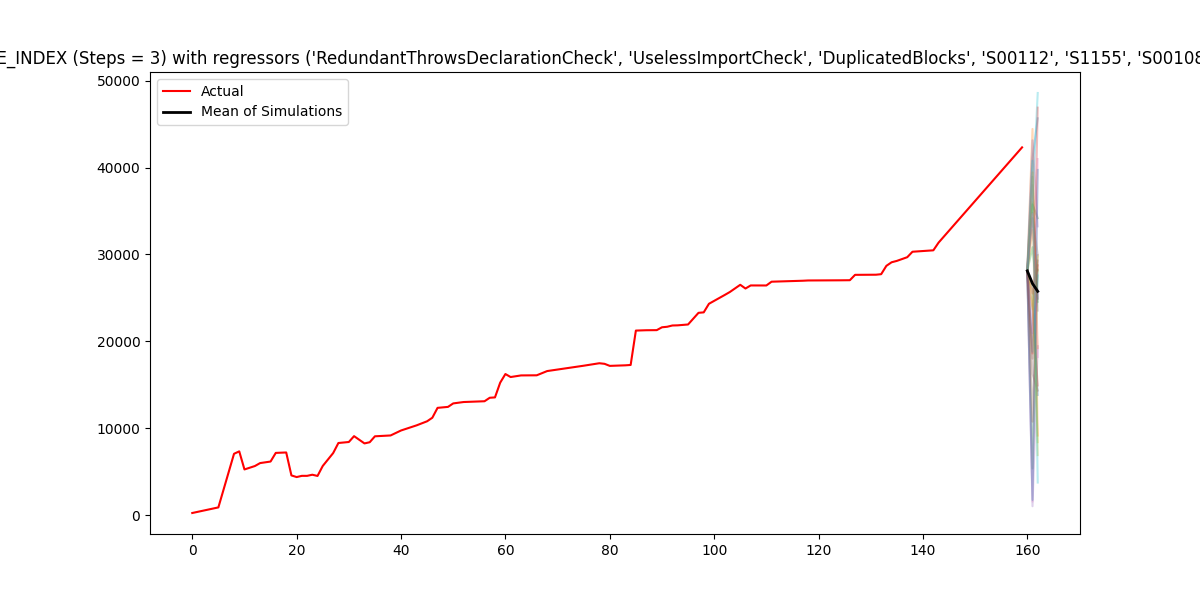 E_INDEX (Steps = 3) with regressors ('RedundantThrowsDeclarationCheck', 'UselessImportCheck', 'DuplicatedBlocks', 'S00112', 'S1155', 'S00108
Actual
Mean of Simulations
50000
40000
30000
20000
10000
0
0 20 40 60 80 100 120 140 160